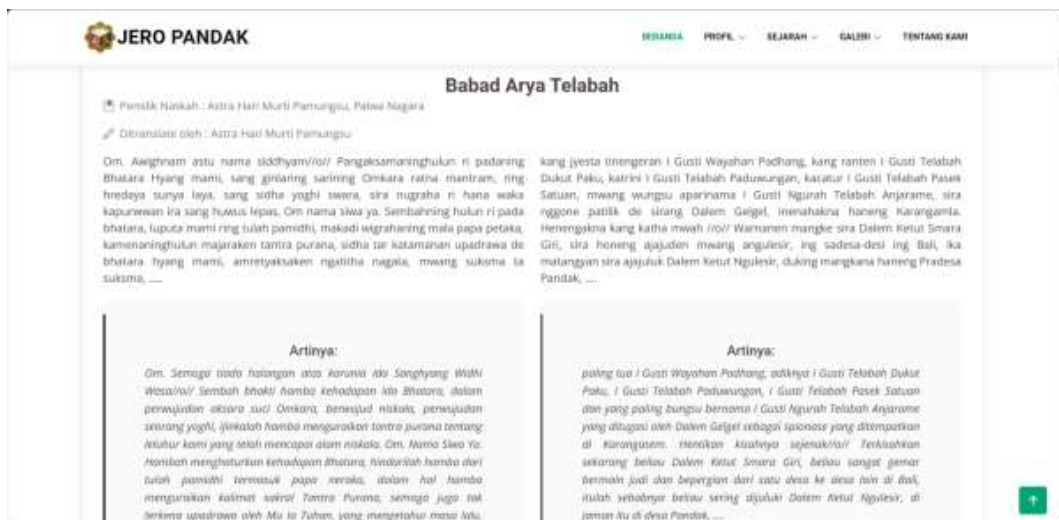 JERO PANDAK
BERANDA PROFIL SEJARAH GALERI TENTANG KAMI
Babad Arya Telabah
Pemilik Naskah : Astra Hari Murti Pamungsu, Palwa Nagara
Ditranslate oleh : Astra Hari Murti Pamungsu
Om. Awighnam astu nama siddhyam//o// Pangaksamaninghulun ri padaning
Bhatara Hyang mami, sang ginlaring sarining Omkara ratna mantram, ring
hredaya sunya laya, sang sidha yoghi swara, sira nugraha ri hana waka
kapurwwan ira sang huwus lepas, Om nama siwa ya. Sembahning hulun ri pada
bhatara, luputa mami ring tulah pamidhi, makadi wigrahaning mala papa petaka,
kamenaninghulun majaraken tantra purana, sidha tar katamanan upadrawa de
bhatara hyang mami, amretyaksaken ngatitha nagata, mwang suksma ta
suksma, .....
kang jyesta tinengeran I Gusti Wayahan Padhang, kang ranten I Gusti Telabah
Dukut Paku, katrini I Gusti Telabah Paduwungan, kacatur I Gusti Telabah Pasek
Satuan, mwang wungsu aparinama I Gusti Ngurah Telabah Anjarame, sira
nggone patilik de sirang Dalem Gelgel, inenahakna haneng Karangamla.
Henengakna kang katha mwah //o// Warnanen mangke sira Dalem Ketut Smara
Giri, sira honeng ajajuden mwang angulesir, ing sadesa-desi ing Bali, ika
matangyan sira ajajuluk Dalem Ketut Ngulesir, duking mangkana haneng Pradesa
Pandak, .....
Artinya:
Om. Semoga tiada halangan atas karunia Ida Sanghyang Widhi
Wasa//o// Sembah bhakti hamba kehadapan Ida Bhatara, dalam
perwujudan aksara suci Omkara, berwujud niskala, perwujudan
seorang yoghi, ijinkalah hamba menguraikan tantra purana tentang
leluhur kami yang telah mencapai alam niskala. Om. Nama Siwa Ya.
Hambah menghaturkan kehadapan Bhatara, hindarilah hamba dari
tulah pamidhi termasuk papa neraka, dalam hal hamba
menguraikan kalimat sakral Tantra Purana, semoga juga tak
terkena upadrawa oleh Mu Ia Tuhan, yang mengetahui masa lalu,
Artinya:
paling tua I Gusti Wayahan Padhang, adiknya I Gusti Telabah Dukut
Paku, I Gusti Telabah Paduwungan, I Gusti Telabah Pasek Satuan
dan yang paling bungsu bernama I Gusti Ngurah Telabah Anjarame
yang ditugasi oleh Dalem Gelgel sebagai spionase yang ditempatkan
di Karangasem. Hentikan kisahnya sejenak//o// Terkisahkan
sekarang beliau Dalem Ketut Smara Giri, beliau sangat gemar
bermain judi dan bepergian dari satu desa ke desa lain di Bali,
itulah sebabnya beliau sering dijuluki Dalem Ketut Ngulesir, di
jaman itu di desa Pandak, .....